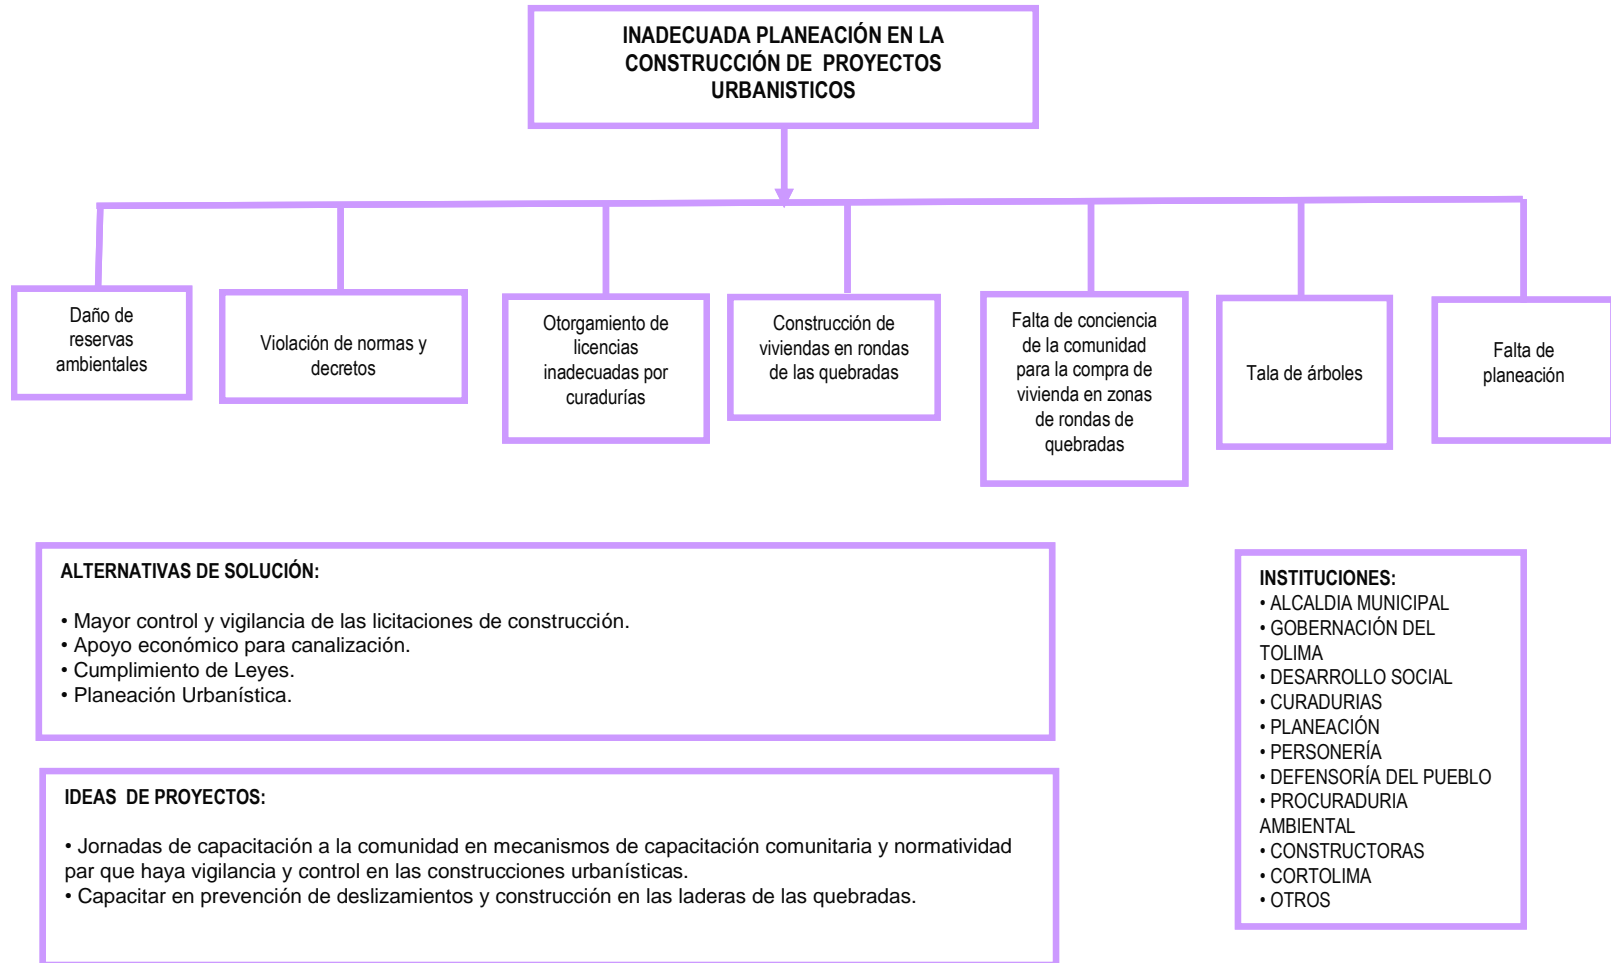 INADECUADA PLANEACIÓN EN LA
CONSTRUCCIÓN DE PROYECTOS
URBANISTICOS
Daño de
reservas
ambientales
Violación de normas y
decretos
Otorgamiento de
licencias
inadecuadas por
curadurías
Construcción de
viviendas en rondas
de las quebradas
Falta de conciencia
de la comunidad
para la compra de
vivienda en zonas
de rondas de
quebradas
Tala de árboles
Falta de
planeación
ALTERNATIVAS DE SOLUCIÓN:
• Mayor control y vigilancia de las licitaciones de construcción.
• Apoyo económico para canalización.
• Cumplimiento de Leyes.
• Planeación Urbanística.
IDEAS DE PROYECTOS:
• Jornadas de capacitación a la comunidad en mecanismos de capacitación comunitaria y normatividad
par que haya vigilancia y control en las construcciones urbanísticas.
• Capacitar en prevención de deslizamientos y construcción en las laderas de las quebradas.
INSTITUCIONES:
• ALCALDIA MUNICIPAL
• GOBERNACIÓN DEL
TOLIMA
• DESARROLLO SOCIAL
• CURADURIAS
• PLANEACIÓN
• PERSONERÍA
• DEFENSORÍA DEL PUEBLO
• PROCURADURIA
AMBIENTAL
• CONSTRUCTORAS
• CORTOLIMA
• OTROS